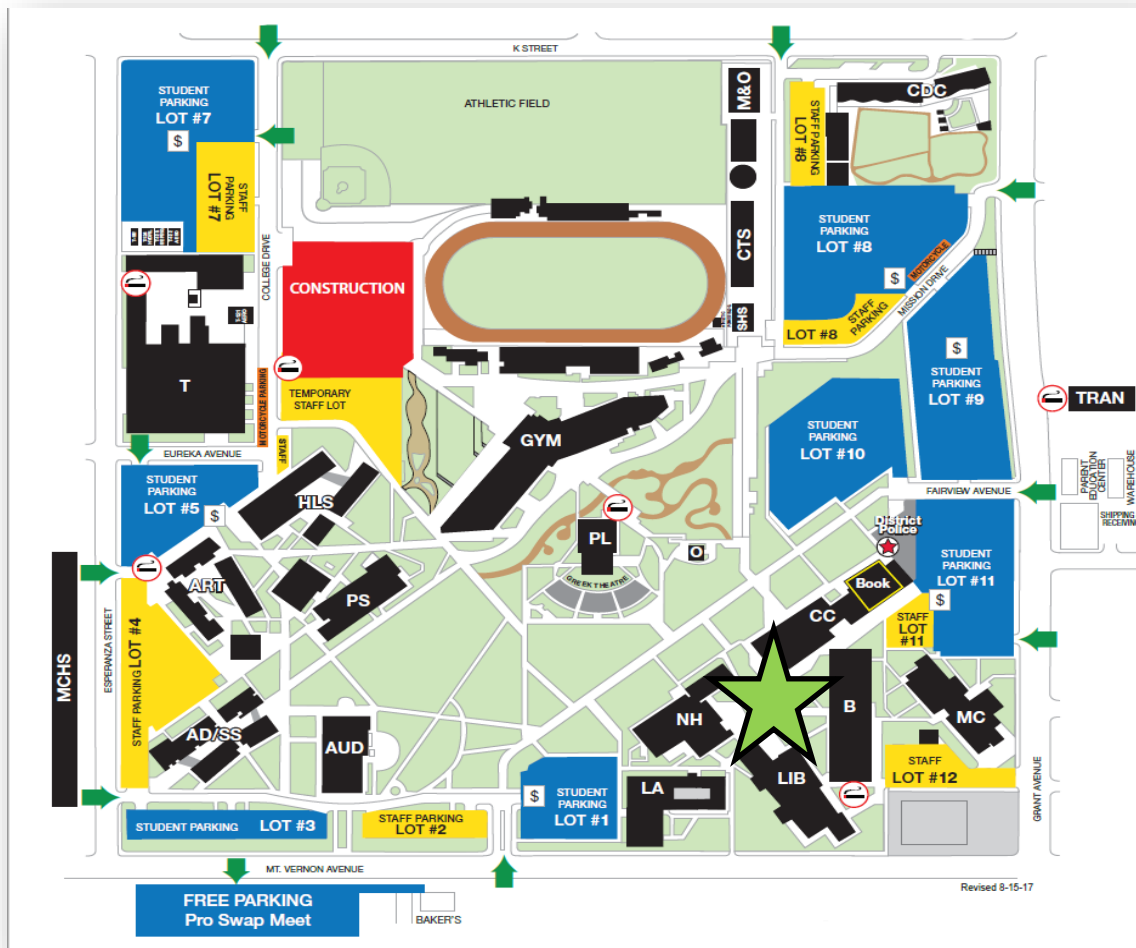 K STREET
STUDENT
PARKING
LOT #7
$
STAFF
PARKING
LOT #7
COLLEGE DRIVE
ATHLETIC FIELD
M&O
CTS
SHS
STAFF PARKING
LOT #8
CDC
STUDENT
PARKING
LOT #8
$
MOTORCYCLE
MISSION DRIVE
STAFF
PARKING
LOT #8
CONSTRUCTION
TEMPORARY
STAFF LOT
MOTORCYCLE PARKING
STAFF
T
EUREKA AVENUE
STUDENT
PARKING
LOT #5
$
HLS
GYM
$
STUDENT
PARKING
LOT #9
TRAN
STUDENT
PARKING
LOT #10
FAIRVIEW AVENUE
PARENT
EDUCATION
CENTER
WAREHOUSE
SHIPPING
RECEIVING
District
Police
PL
GREEK THEATRE
O
Book
CC
STUDENT
PARKING
LOT #11
$
STAFF
LOT
#11
ART
PS
MCHS
ESPERANZA STREET
STAFF PARKING LOT #4
AD/SS
AUD
NH
B
MC
LIB
LA
STAFF
LOT #12
GRANT AVENUE
$
STUDENT
PARKING
LOT #1
STUDENT PARKING LOT #3
STAFF PARKING
LOT #2
MT. VERNON AVENUE
Revised 8-15-17
FREE PARKING
Pro Swap Meet
BAKER'S